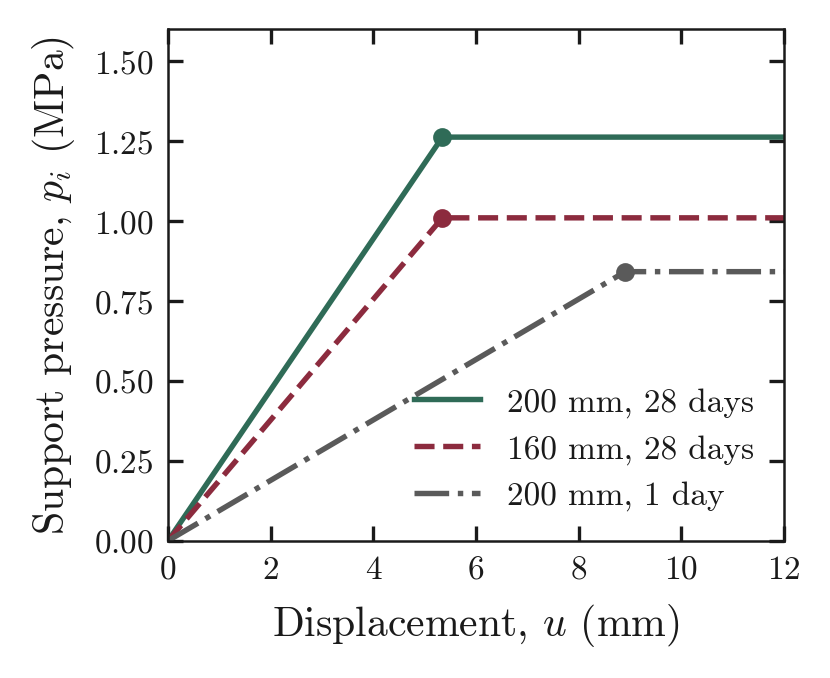 1.50
1.25
1.00
0.75
0.50
0.25
0.00
0 2 4 6 8 10 12
Support pressure, p_i (MPa)
Displacement, u (mm)
200 mm, 28 days
160 mm, 28 days
200 mm, 1 day